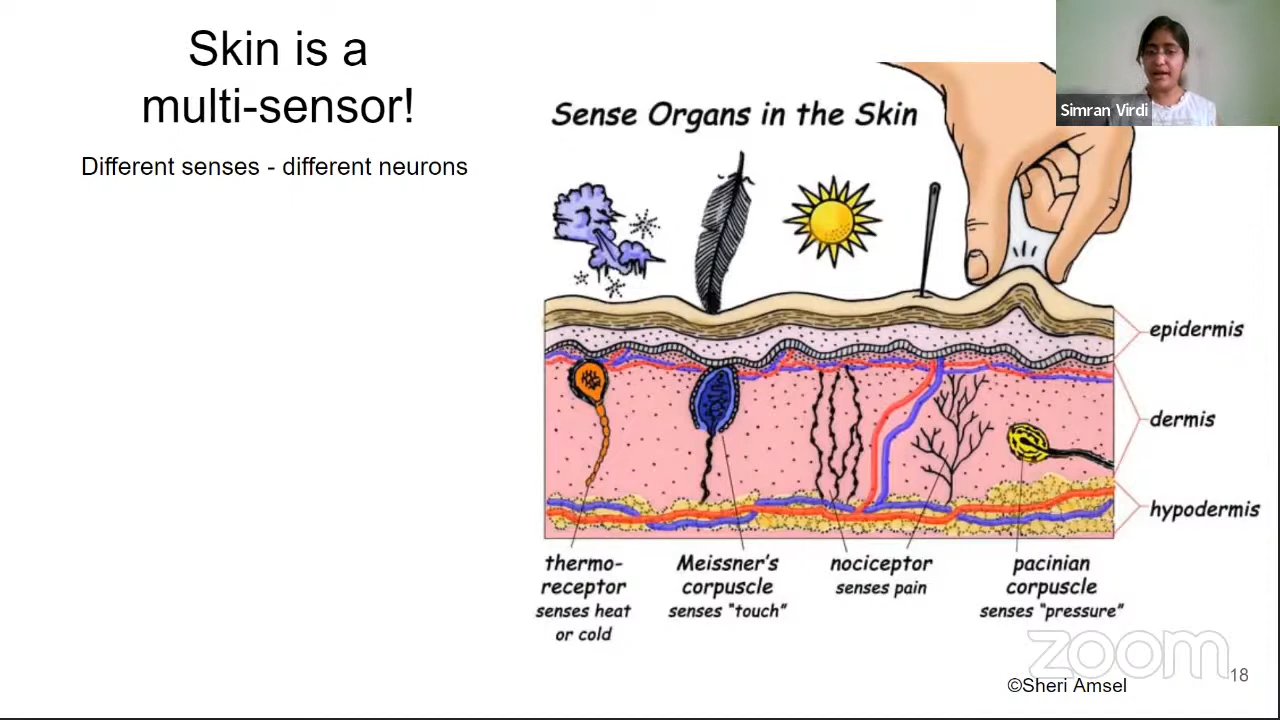 Skin is a
multi-sensor!
Different senses - different neurons
Simran Virdi
Sense Organs in the Skin
epidermis
dermis
hypodermis
thermo-
receptor
senses heat
or cold
Meissner's
corpuscle
senses "touch"
nociceptor
senses pain
pacinian
corpuscle
senses "pressure"
zoom
18
©Sheri Amsel